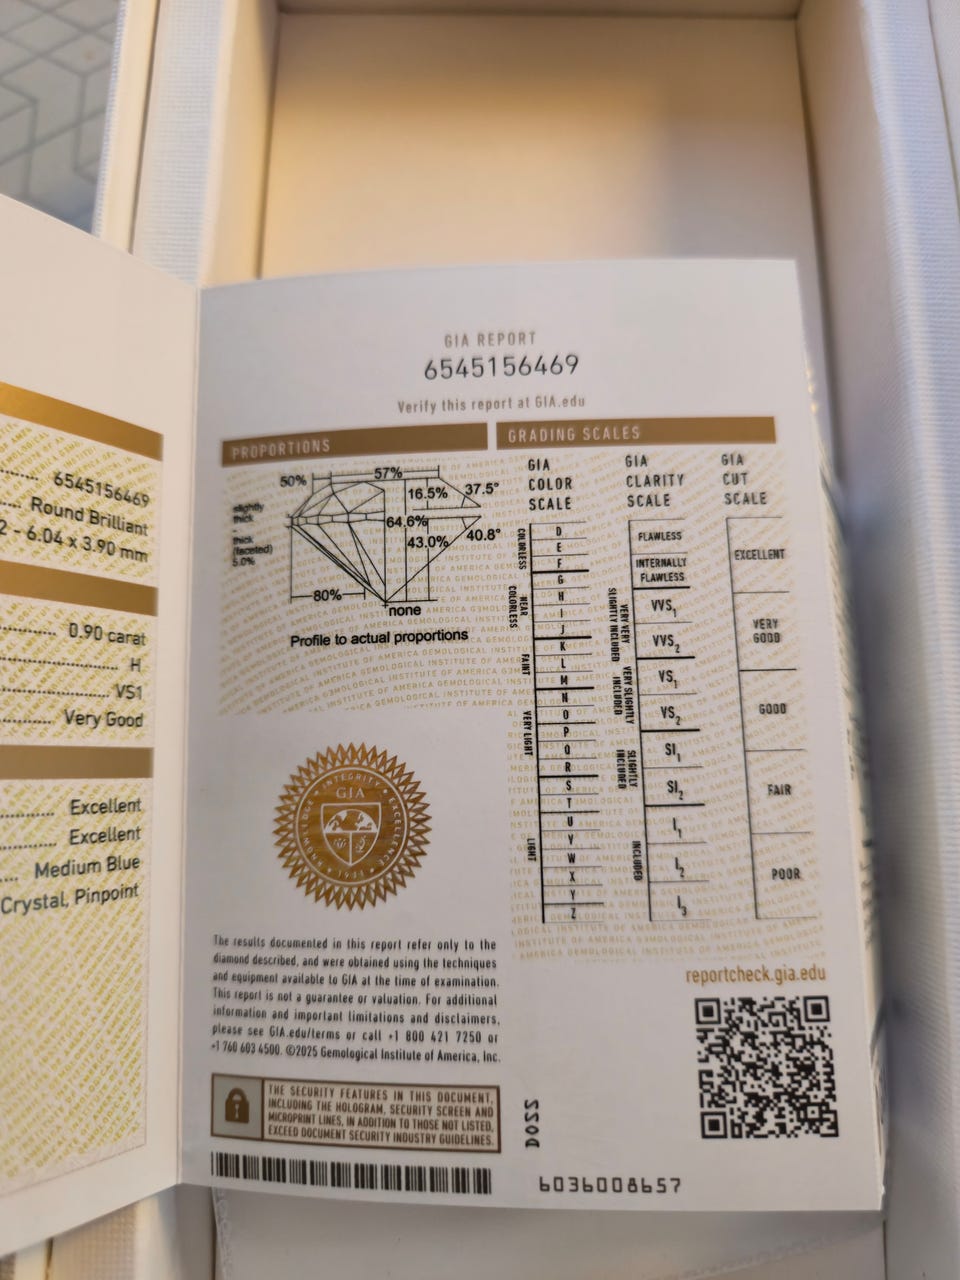 6545156469
Round Brilliant
2 - 6.04 x 3.90 mm
0.90 carat
H
VS1
Very Good
Excellent
Excellent
Medium Blue
Crystal, Pinpoint
GIA REPORT
6545156469
Verify this report at GIA.edu
PROPORTIONS
50%
57%
16.5%
37.5°
slightly
thick
-
thick
(faceted)
5.0%
64.6%
43.0%
40.8°
80%
none
Profile to actual proportions
INTEGRITY
EXCELLENCE
KNOWLEDGE
GIA
1931
The results documented in this report refer only to the
diamond described, and were obtained using the techniques
and equipment available to GIA at the time of examination.
This report is not a guarantee or valuation. For additional
information and important limitations and disclaimers,
please see GIA.edu/terms or call +1 800 421 7250 or
+1 760 603 4500. ©2025 Gemological Institute of America, Inc.
THE SECURITY FEATURES IN THIS DOCUMENT,
INCLUDING THE HOLOGRAM, SECURITY SCREEN AND
MICROPRINT LINES, IN ADDITION TO THOSE NOT LISTED,
EXCEED DOCUMENT SECURITY INDUSTRY GUIDELINES.
GRADING SCALES
GIA
COLOR
SCALE
COLORLESS
D
E
F
NEAR
COLORLESS
G
H
I
J
FAINT
K
L
M
VERY LIGHT
N
O
P
Q
R
LIGHT
S
T
U
V
W
X
Y
Z
GIA
CLARITY
SCALE
FLAWLESS
INTERNALLY
FLAWLESS
VERY VERY
SLIGHTLY INCLUDED
VVS1
VVS2
VERY SLIGHTLY
INCLUDED
VS1
VS2
SLIGHTLY
INCLUDED
SI1
SI2
INCLUDED
I1
I2
I3
GIA
CUT
SCALE
EXCELLENT
VERY
GOOD
GOOD
FAIR
POOR
reportcheck.gia.edu
DOSS
6036008657